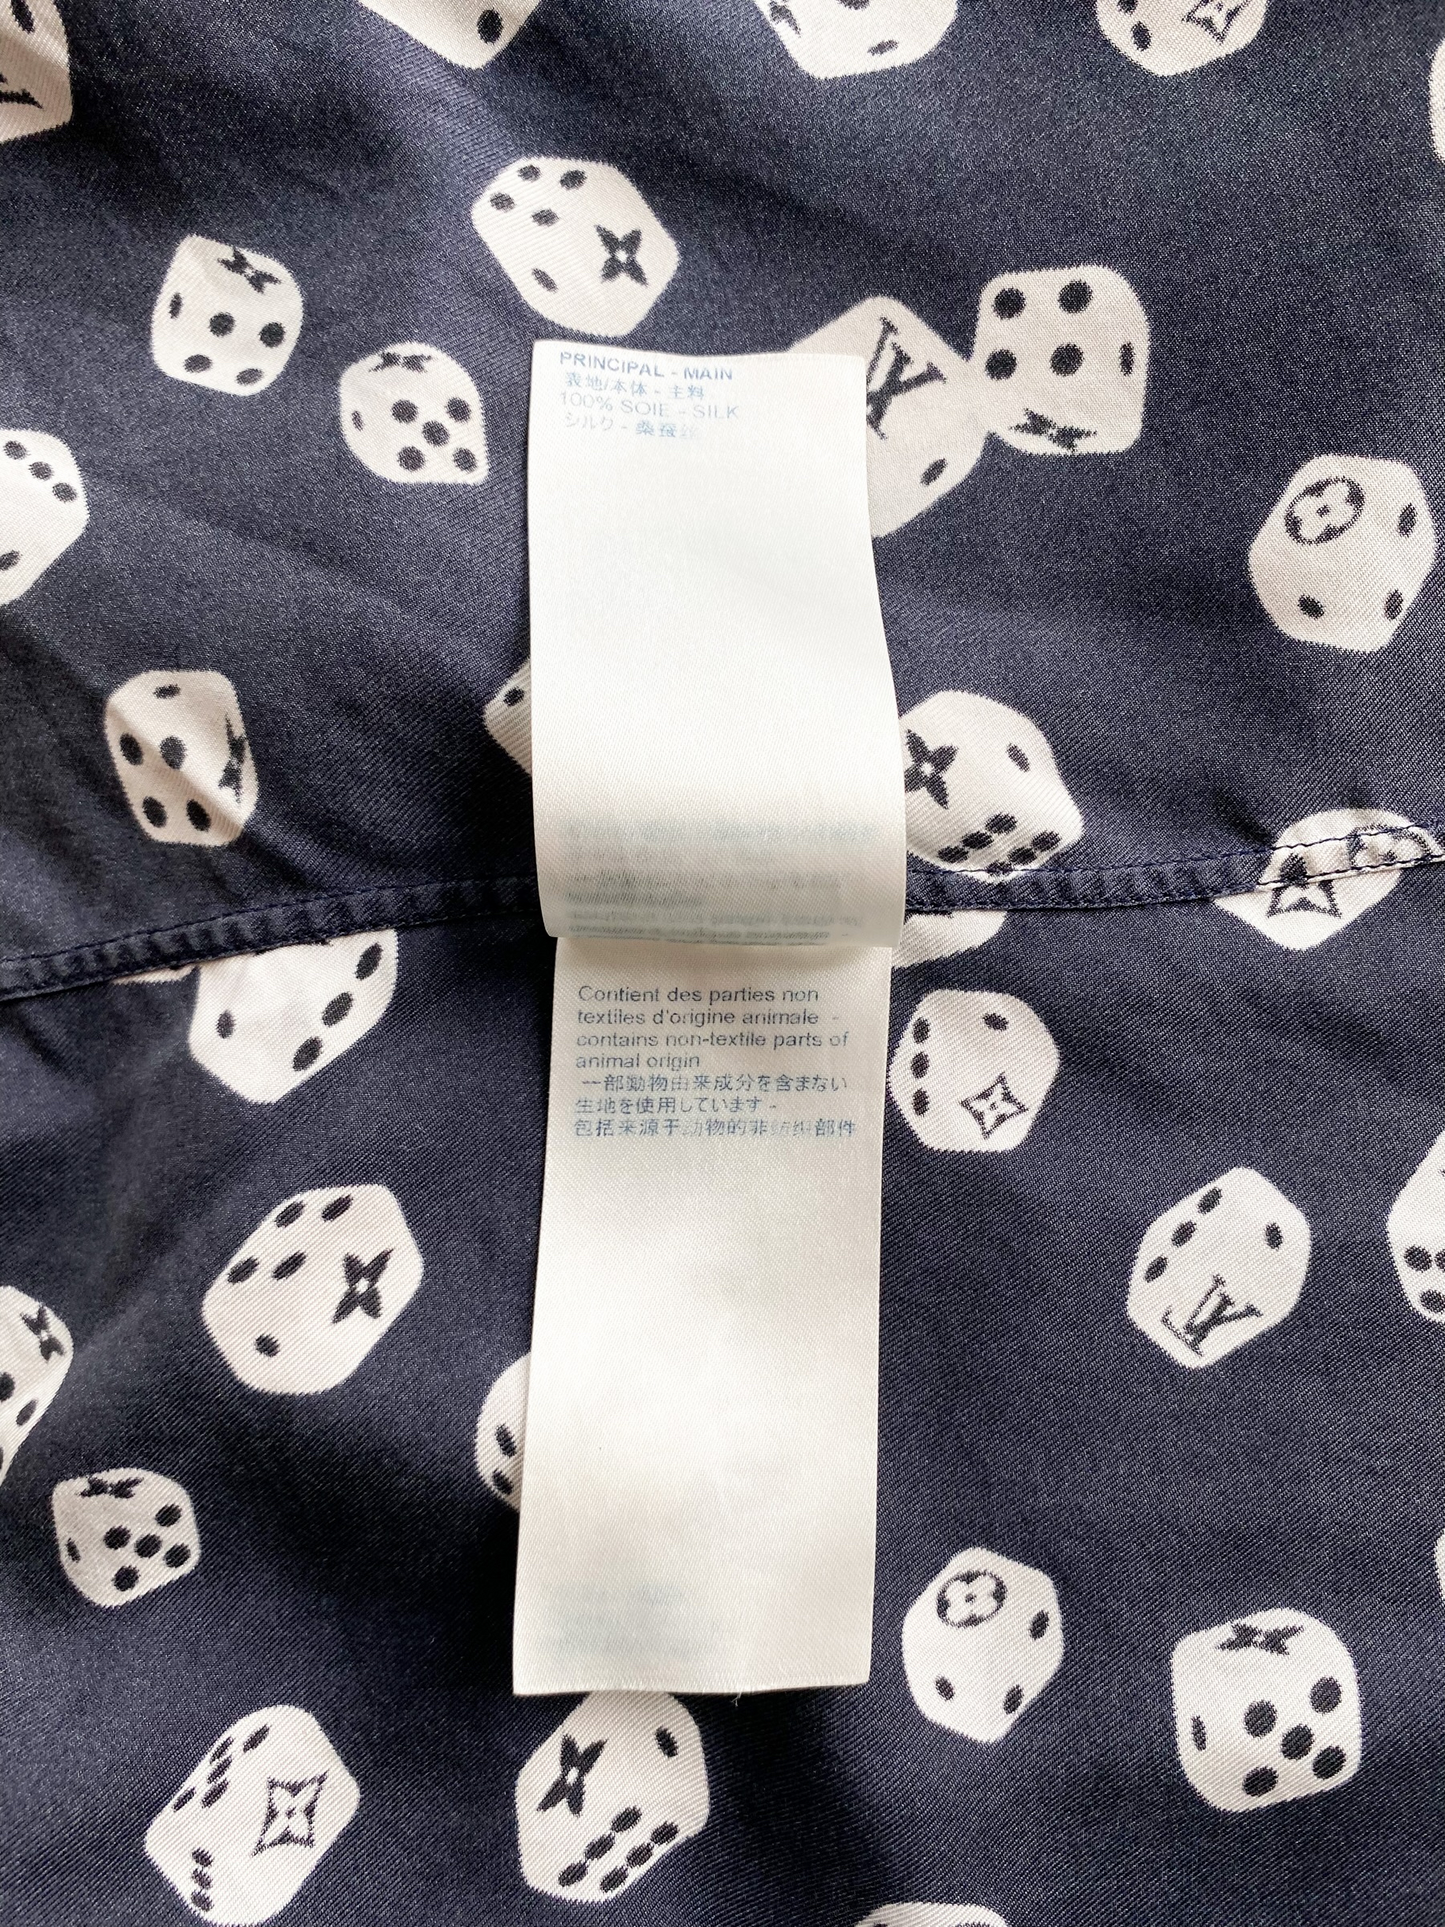 PRINCIPAL - MAIN
表地/本体 - 主料
100% SOIE - SILK
シルク - 桑蚕丝
Contient des parties non
textiles d'origine animale -
contains non-textile parts of
animal origin
一部動物由来成分を含まない
生地を使用しています -
包括来源于动物的非纺织部件